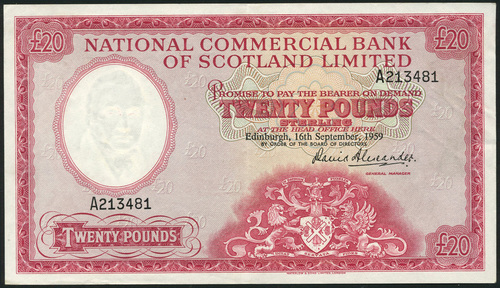 £20
£20
NATIONAL COMMERCIAL BANK
OF SCOTLAND LIMITED
A213481
PROMISE TO PAY THE BEARER ON DEMAND
TWENTY POUNDS
STERLING
AT THE HEAD OFFICE HERE
Edinburgh, 16th September, 1959
BY ORDER OF THE BOARD OF DIRECTORS
David Alexander
GENERAL MANAGER
A213481
TWENTY POUNDS
£20